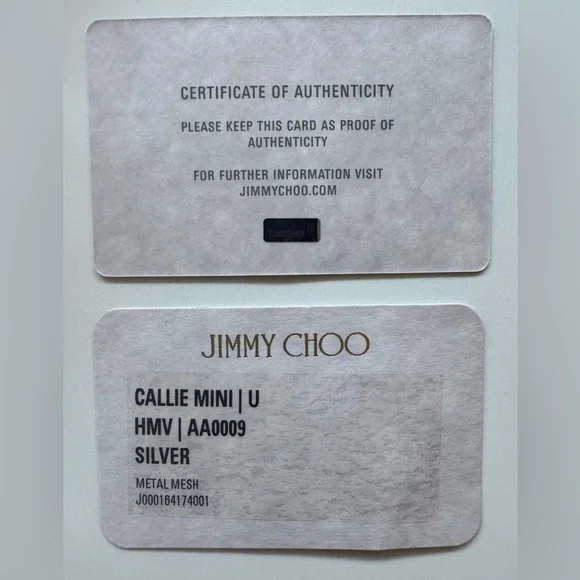 CERTIFICATE OF AUTHENTICITY
PLEASE KEEP THIS CARD AS PROOF OF
AUTHENTICITY
FOR FURTHER INFORMATION VISIT
JIMMYCHOO.COM
JIMMY CHOO
CALLIE MINI | U
HMV | AA0009
SILVER
METAL MESH
J000164174001